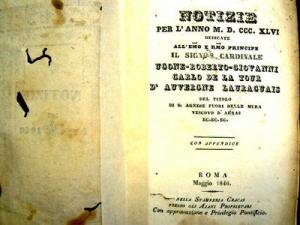 NOTIZIE
PER L'ANNO M. D. CCC. XLVI
DEDICATE
ALL'EMO E RMO PRINCIPE
IL SIGNOR CARDINALE
UGONE-ROBERTO-GIOVANNI
CARLO DE LA TOUR
D' AUVERGNE LAURAGUAIS
DEL TITOLO
DI S. AGNESE FUORI DELLE MURA
VESCOVO D' ARRAS
EC. EC. EC.
CON APPENDICE
ROMA
Maggio 1846.
NELLA STAMPERIA CRACAS
PRESSO GLI AJANI PROPRIETARI
Con approvazione e Privilegio Pontificio.